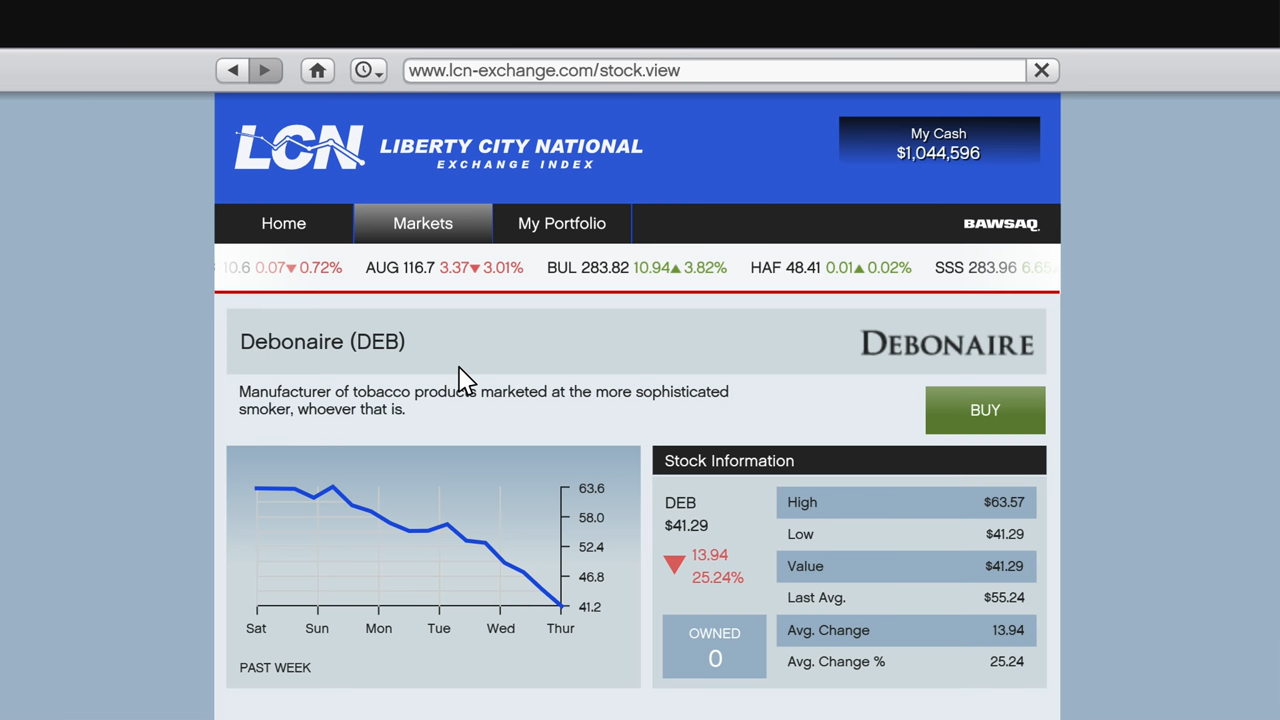 www.lcn-exchange.com/stock.view
LCN LIBERTY CITY NATIONAL
EXCHANGE INDEX
My Cash
$1,044,596
Home Markets My Portfolio BAWSAQ
10.6 0.07▼0.72% AUG 116.7 3.37▼3.01% BUL 283.82 10.94▲3.82% HAF 48.41 0.01▲0.02% SSS 283.96 6.65
Debonaire (DEB) DEBONAIRE
Manufacturer of tobacco products marketed at the more sophisticated
smoker, whoever that is.
BUY
63.6
58.0
52.4
46.8
41.2
Sat Sun Mon Tue Wed Thur
PAST WEEK
Stock Information
DEB
$41.29
13.94
25.24%
OWNED
0
High $63.57
Low $41.29
Value $41.29
Last Avg. $55.24
Avg. Change 13.94
Avg. Change % 25.24